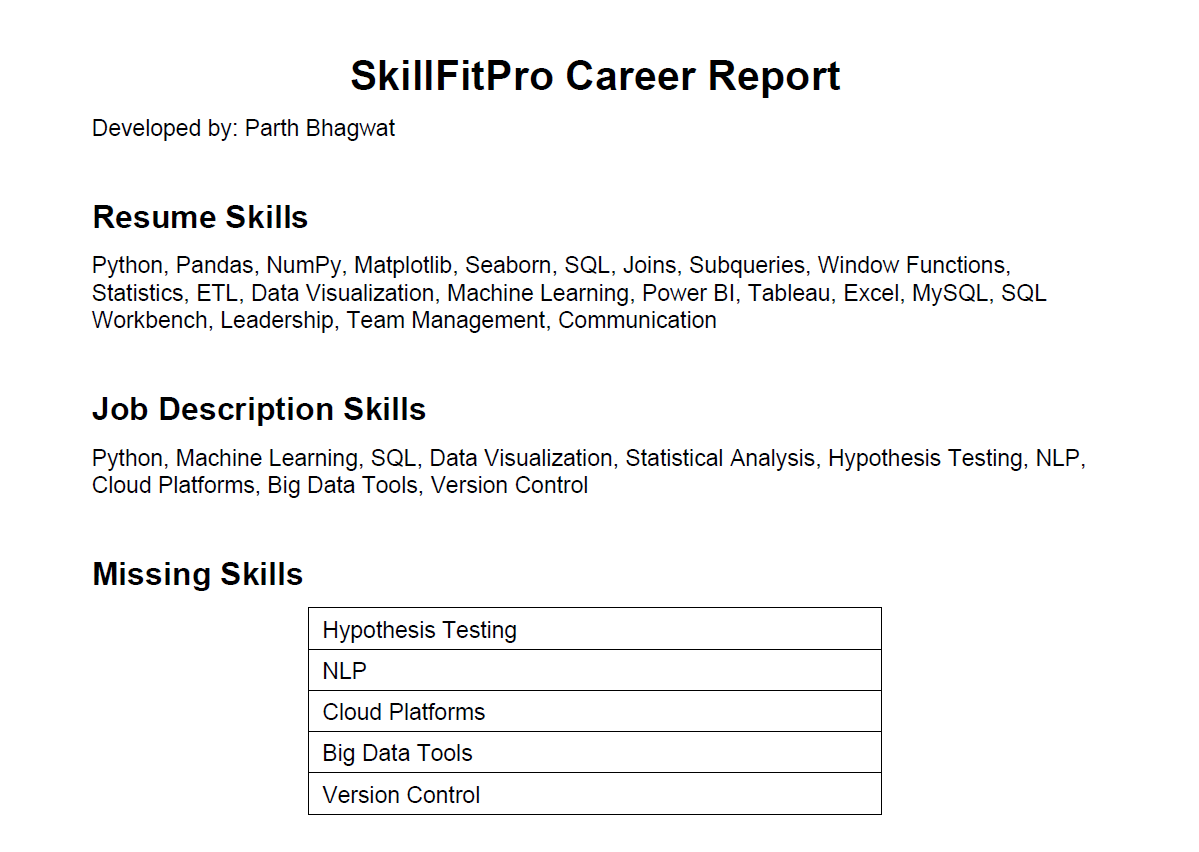 SkillFitPro Career Report
Developed by: Parth Bhagwat
Resume Skills
Python, Pandas, NumPy, Matplotlib, Seaborn, SQL, Joins, Subqueries, Window Functions,
Statistics, ETL, Data Visualization, Machine Learning, Power BI, Tableau, Excel, MySQL, SQL
Workbench, Leadership, Team Management, Communication
Job Description Skills
Python, Machine Learning, SQL, Data Visualization, Statistical Analysis, Hypothesis Testing, NLP,
Cloud Platforms, Big Data Tools, Version Control
Missing Skills
Hypothesis Testing
NLP
Cloud Platforms
Big Data Tools
Version Control